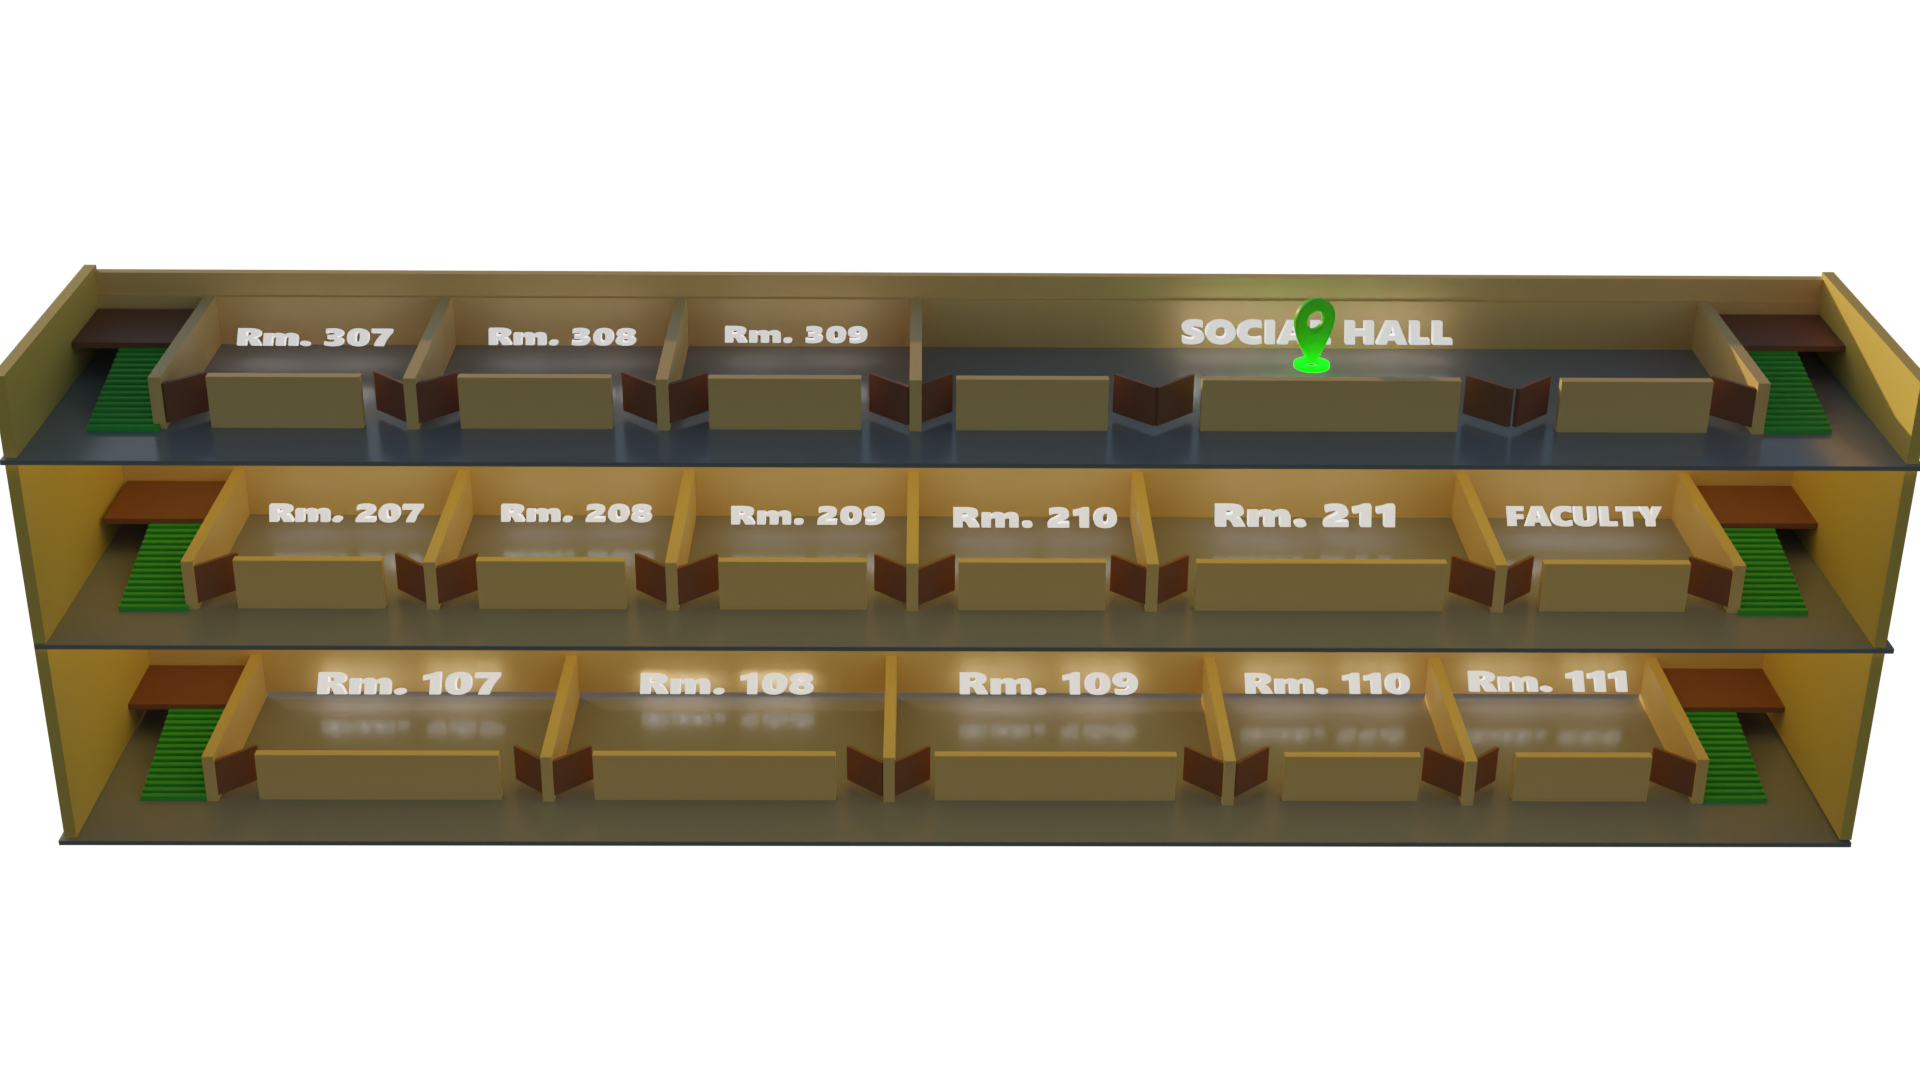 Rm. 307
Rm. 308
Rm. 309
SOCIAL HALL
Rm. 207
Rm. 208
Rm. 209
Rm. 210
Rm. 211
FACULTY
Rm. 107
Rm. 108
Rm. 109
Rm. 110
Rm. 111